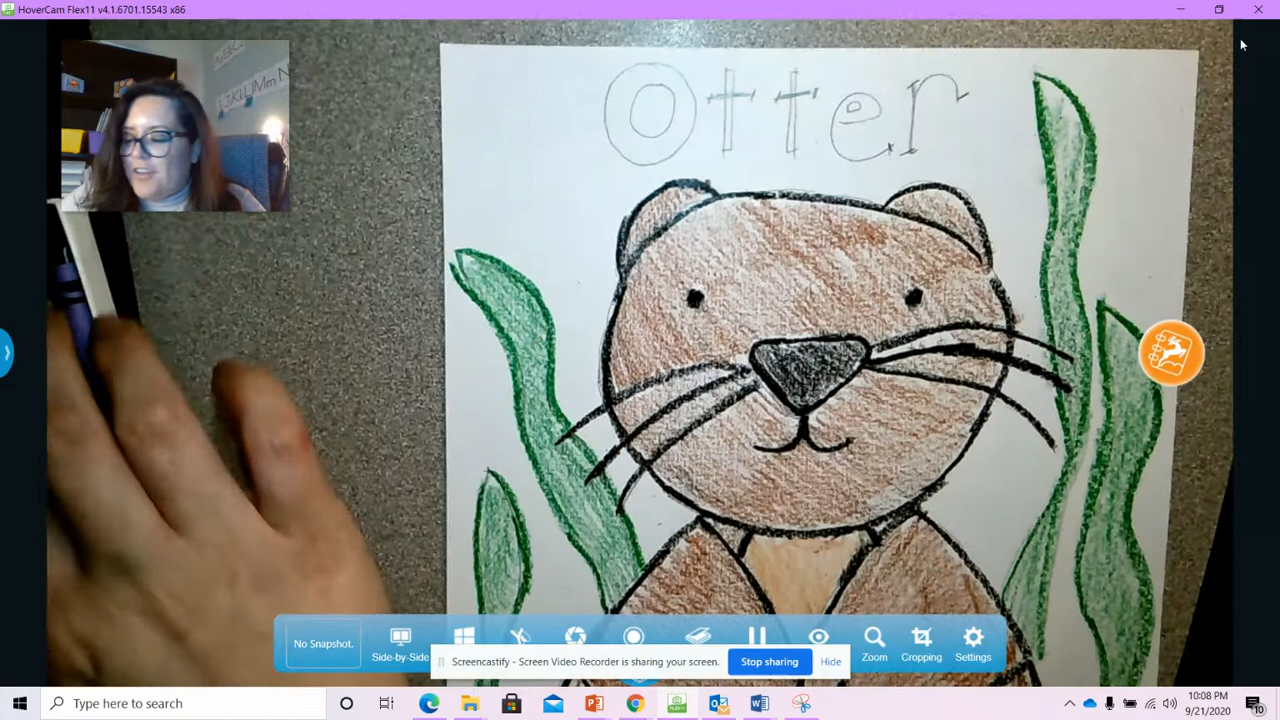 HoverCam Flex11 v4.1.6701.15543 x86
Otter
No Snapshot.
Side-by-Side
Zoom
Cropping
Settings
Screencastify - Screen Video Recorder is sharing your screen.
Stop sharing
Hide
Type here to search
10:08 PM
9/21/2020
10